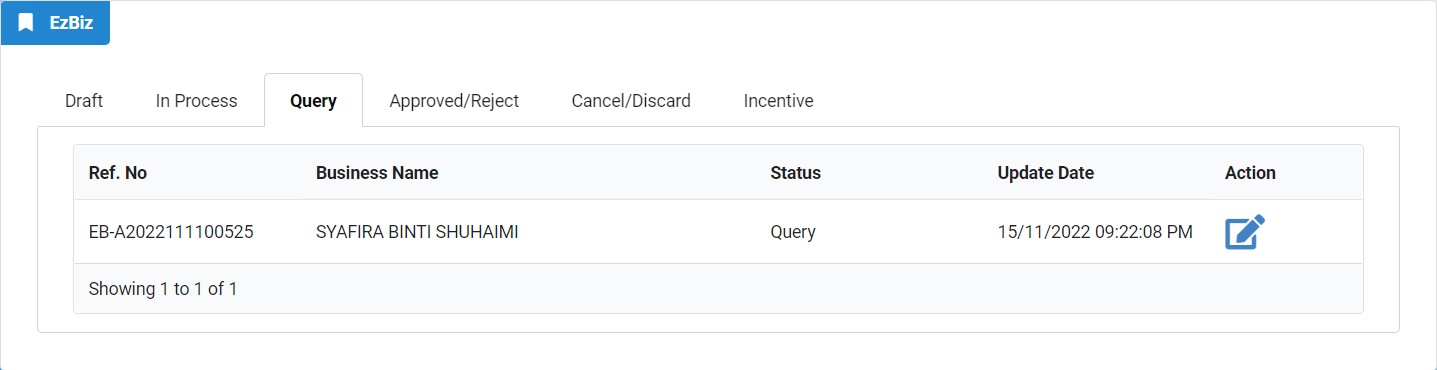 EzBiz
Draft In Process Query Approved/Reject Cancel/Discard Incentive
Ref. No Business Name Status Update Date Action
EB-A2022111100525 SYAFIRA BINTI SHUHAIMI Query 15/11/2022 09:22:08 PM
Showing 1 to 1 of 1